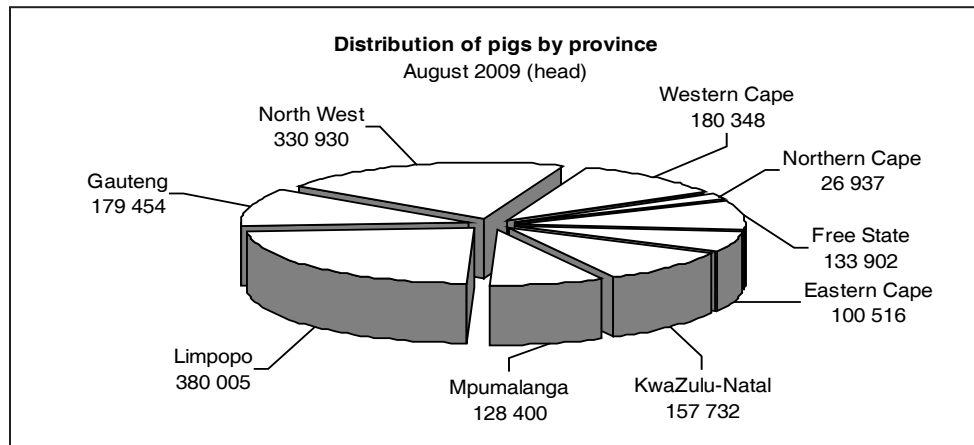 Distribution of pigs by province
August 2009 (head)
Western Cape
180 348
North West
330 930
Northern Cape
26 937
Gauteng
179 454
Free State
133 902
Eastern Cape
100 516
Limpopo
380 005
Mpumalanga
128 400
KwaZulu-Natal
157 732